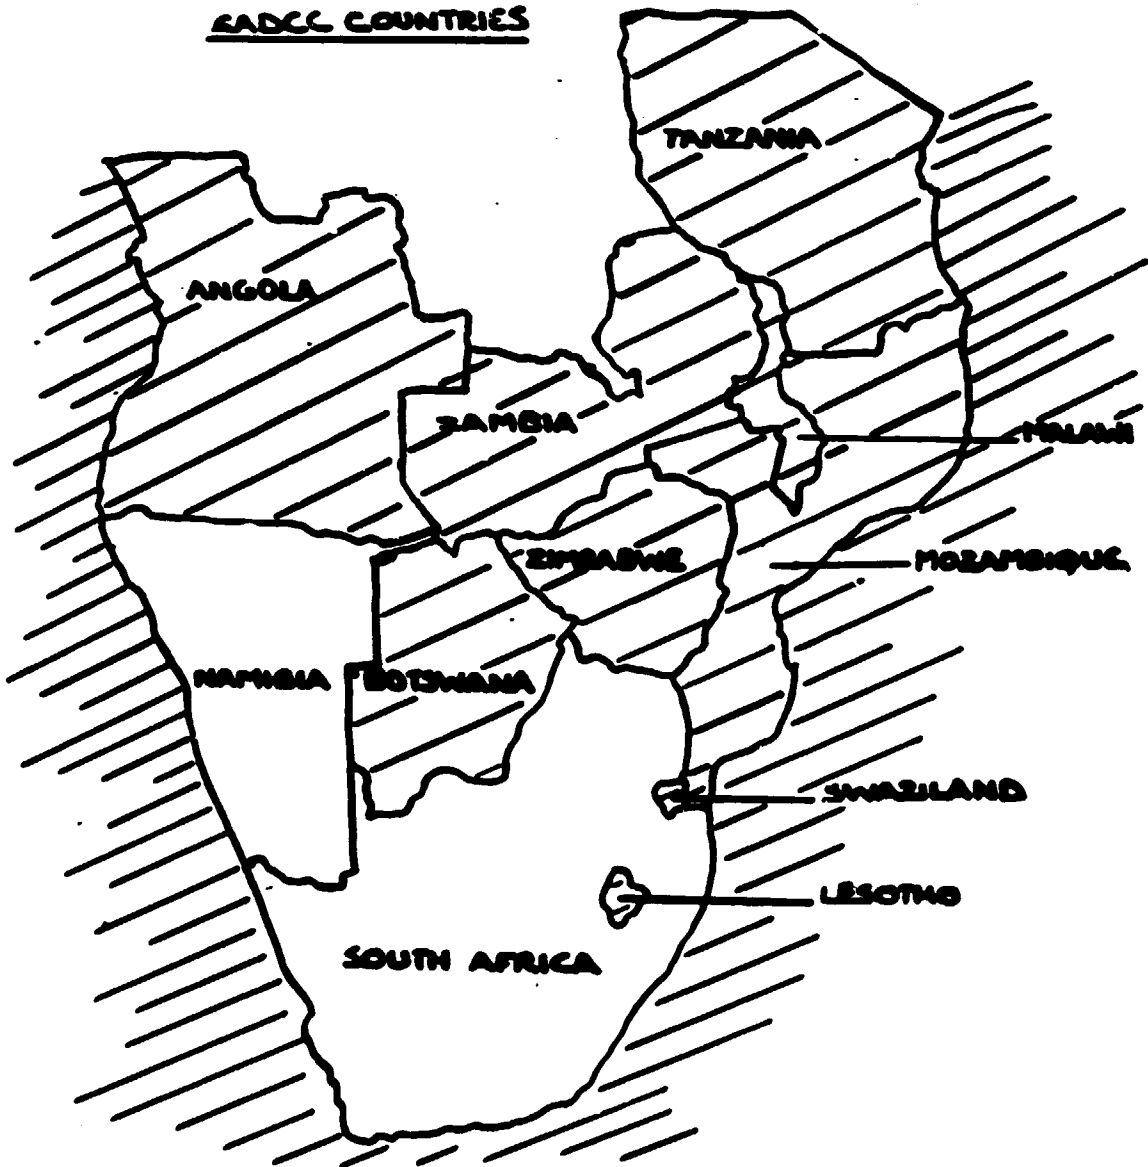 SADCC COUNTRIES
TANZANIA
ANGOLA
ZAMBIA
MALAWI
ZIMBABWE
MOZAMBIQUE
NAMIBIA
BOTSWANA
SWAZILAND
LESOTHO
SOUTH AFRICA